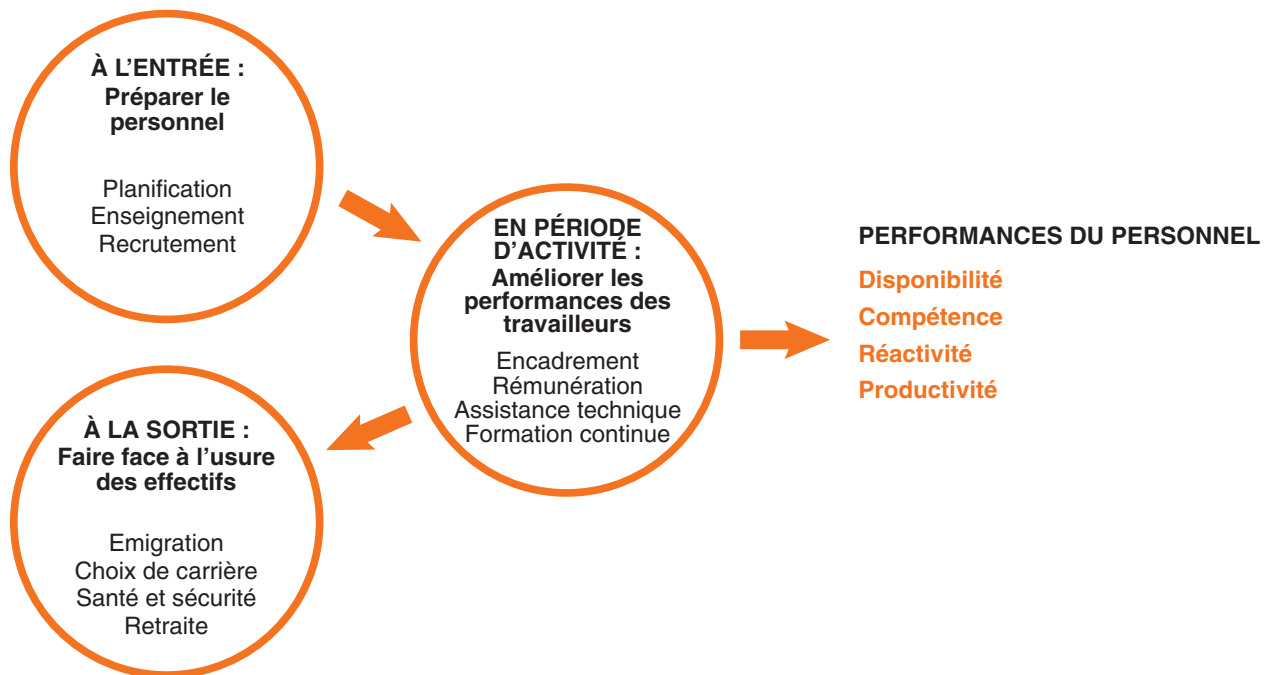 À L'ENTRÉE :
Préparer le
personnel
Planification
Enseignement
Recrutement
EN PÉRIODE
D'ACTIVITÉ :
Améliorer les
performances des
travailleurs
Encadrement
Rémunération
Assistance technique
Formation continue
PERFORMANCES DU PERSONNEL
Disponibilité
Compétence
Réactivité
Productivité
À LA SORTIE :
Faire face à l'usure
des effectifs
Emigration
Choix de carrière
Santé et sécurité
Retraite